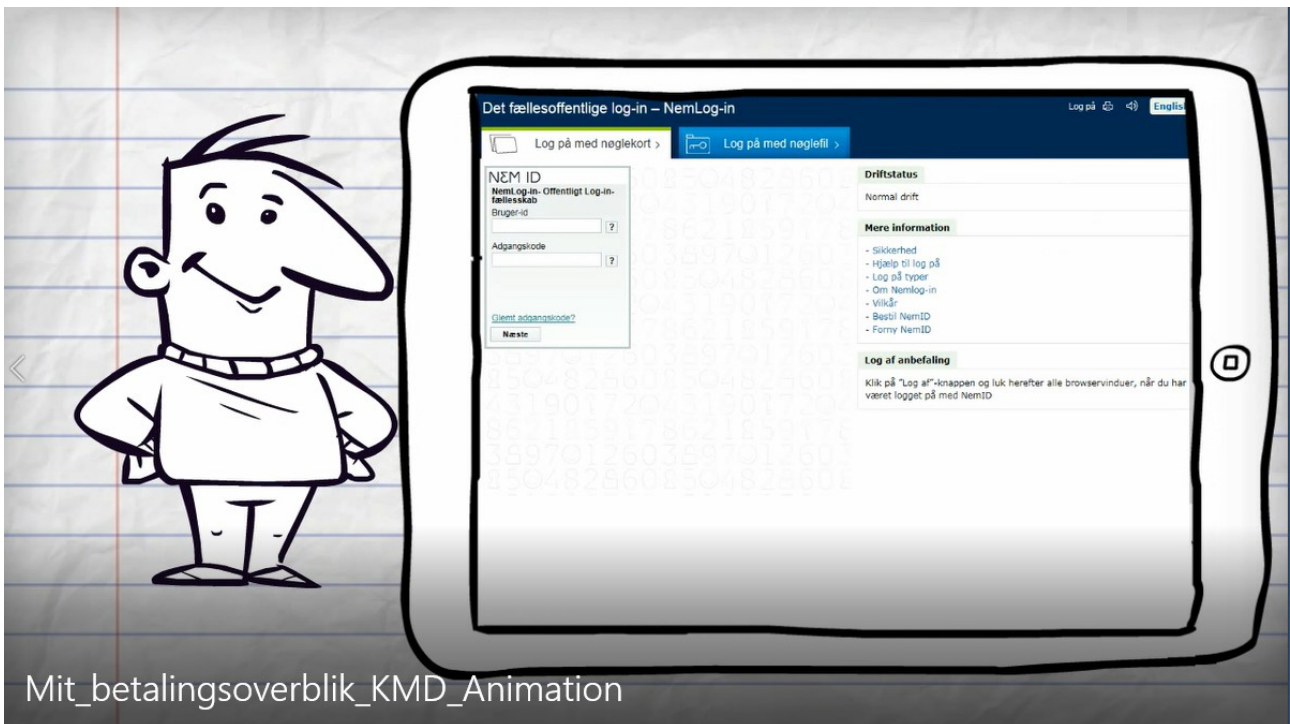 Det fællesoffentlige log-in – NemLog-in
Log på
Englis
Log på med nøglekort ›
Log på med nøglefil ›
NEM ID
NemLog-in- Offentligt Log-in-
fællesskab
Bruger-id
?
Adgangskode
?
Glemt adgangskode?
Næste
Driftstatus
Normal drift
Mere information
- Sikkerhed
- Hjælp til log på
- Log på typer
- Om Nemlog-in
- Vilkår
- Bestil NemID
- Forny NemID
Log af anbefaling
Klik på "Log af"-knappen og luk herefter alle browservinduer, når du har
været logget på med NemID
Mit_betalingsoverblik_KMD_Animation